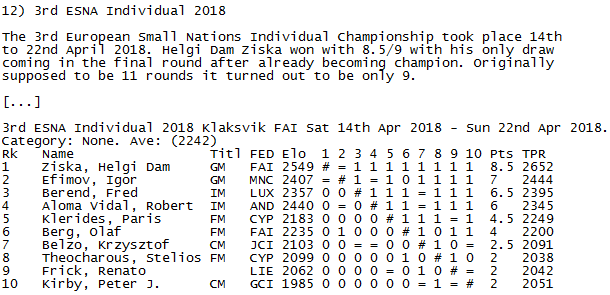 12) 3rd ESNA Individual 2018
The 3rd European Small Nations Individual Championship took place 14th
to 22nd April 2018. Helgi Dam Ziska won with 8.5/9 with his only draw
coming in the final round after already becoming champion. Originally
supposed to be 11 rounds it turned out to be only 9.
[...]
3rd ESNA Individual 2018 Klaksvik FAI Sat 14th Apr 2018 - Sun 22nd Apr 2018.
Category: None. Ave: (2242)
Rk Name Titl FED Elo 1 2 3 4 5 6 7 8 9 10 Pts TPR
1 Ziska, Helgi Dam GM FAI 2549 # = 1 1 1 1 1 1 1 1 8.5 2652
2 Efimov, Igor GM MNC 2407 = # 1 = 1 0 1 1 1 1 7 2444
3 Berend, Fred IM LUX 2357 0 0 # 1 1 1 = 1 1 1 6.5 2395
4 Aloma Vidal, Robert IM AND 2440 0 = 0 # 1 1 = 1 1 1 6 2345
5 Klerides, Paris FM CYP 2183 0 0 0 0 # 1 1 1 = 1 4.5 2249
6 Berg, Olaf FM FAI 2235 0 1 0 0 0 # 1 0 1 1 4 2200
7 Belzo, Krzysztof CM JCI 2103 0 0 = = 0 0 # 1 0 = 2.5 2091
8 Theocharous, Stelios FM CYP 2099 0 0 0 0 0 1 0 # 1 0 2 2038
9 Frick, Renato LIE 2062 0 0 0 0 = 0 1 0 # = 2 2042
10 Kirby, Peter J. CM GCI 1985 0 0 0 0 0 0 = 1 = # 2 2051